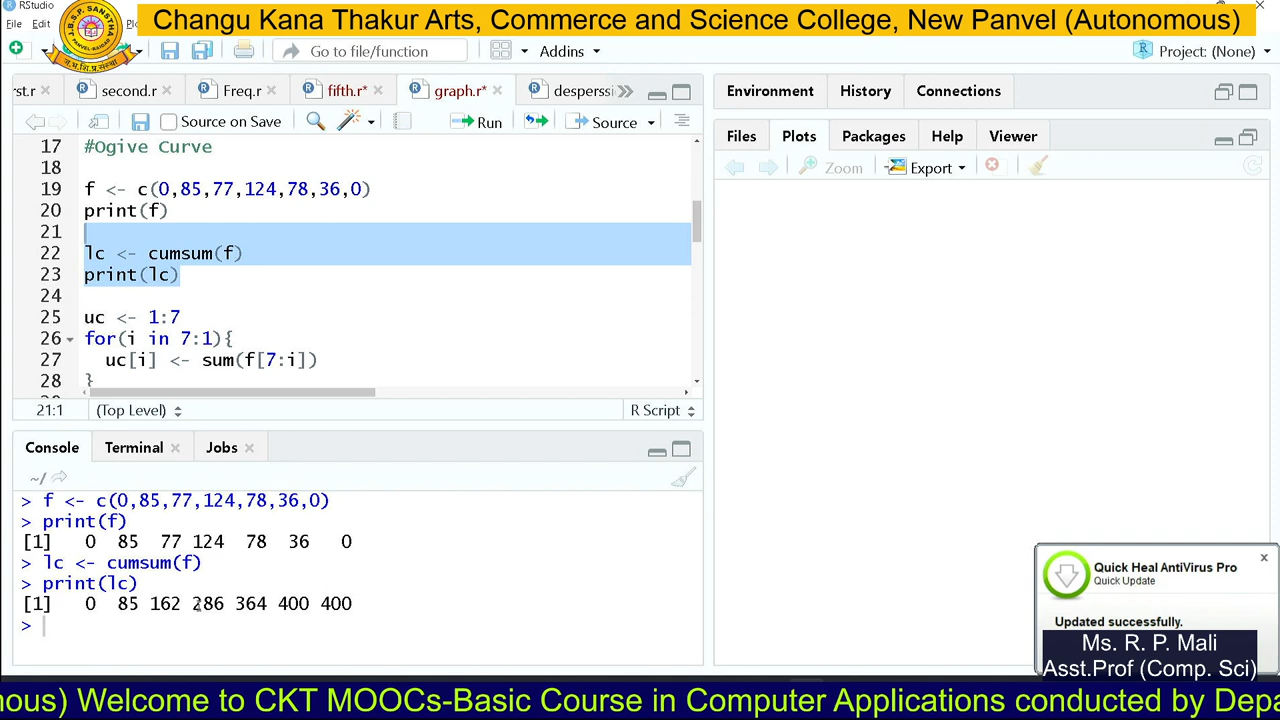 RStudio
Changu Kana Thakur Arts, Commerce and Science College, New Panvel (Autonomous)
File Edit
Go to file/function
Addins
Project: (None)
rst.r
second.r
Freq.r
fifth.r*
graph.r*
desperssi
Source on Save
Run
Source
17 #Ogive Curve
18
19 f <- c(0,85,77,124,78,36,0)
20 print(f)
21
22 lc <- cumsum(f)
23 print(lc)
24
25 uc <- 1:7
26 for(i in 7:1){
27 uc[i] <- sum(f[7:i])
28 }
21:1 (Top Level) R Script
Console Terminal Jobs
~/
> f <- c(0,85,77,124,78,36,0)
> print(f)
[1] 0 85 77 124 78 36 0
> lc <- cumsum(f)
> print(lc)
[1] 0 85 162 286 364 400 400
>
Environment History Connections
Files Plots Packages Help Viewer
Zoom Export
Quick Heal AntiVirus Pro
Quick Update
Updated successfully.
Ms. R. P. Mali
Asst.Prof (Comp. Sci)
mous) Welcome to CKT MOOCs-Basic Course in Computer Applications conducted by Depa